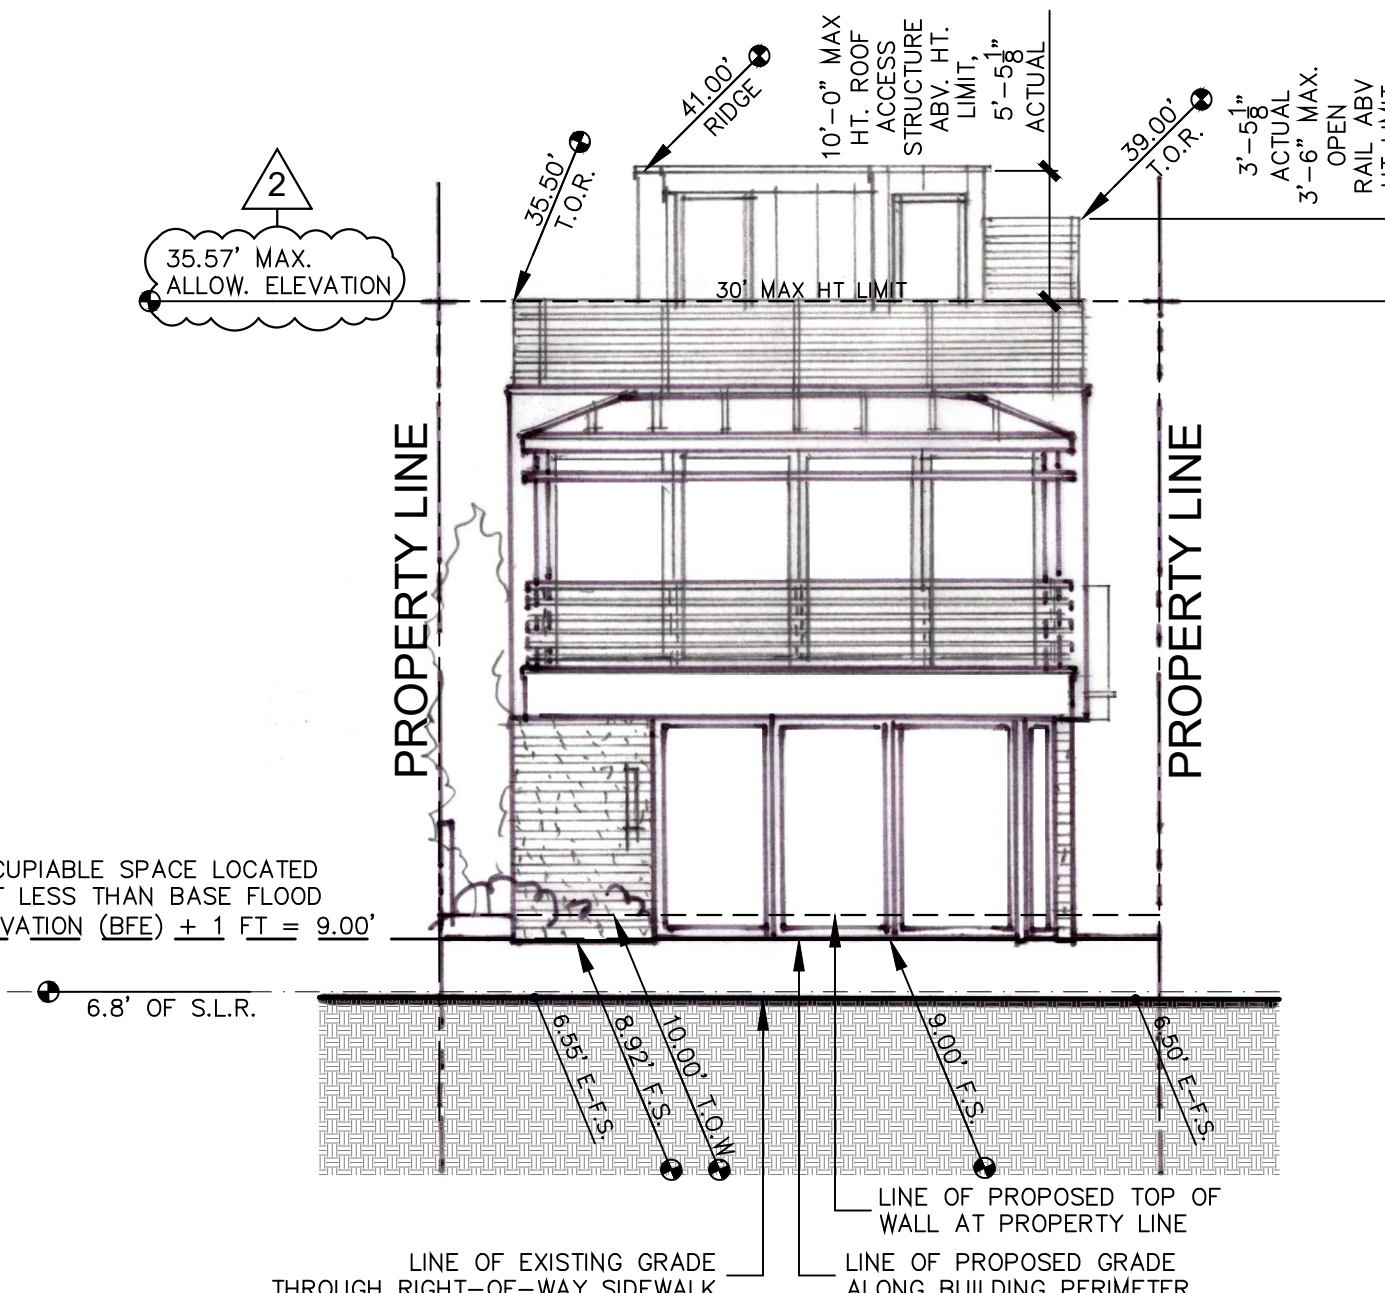 10'-0" MAX
HT. ROOF
ACCESS
STRUCTURE
ABV. HT.
LIMIT,
5'-5 1/8"
ACTUAL
41.00'
RIDGE
39.00'
T.O.R.
3'-5 1/8"
ACTUAL
3'-6" MAX.
OPEN
RAIL ABV
35.50'
T.O.R.
2
35.57' MAX.
ALLOW. ELEVATION
30' MAX HT LIMIT
PROPERTY LINE
PROPERTY LINE
CUPIABLE SPACE LOCATED
LESS THAN BASE FLOOD
VATION (BFE) + 1 FT = 9.00'
6.8' OF S.L.R.
6.55' E-F.S.
8.92' F.S.
10.00' T.O.W
9.00' F.S.
6.50' E-F.S.
LINE OF PROPOSED TOP OF
WALL AT PROPERTY LINE
LINE OF EXISTING GRADE
THROUGH RIGHT-OF-WAY SIDEWALK
LINE OF PROPOSED GRADE
ALONG BUILDING PERIMETER